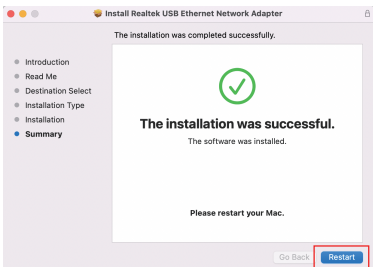 Install Realtek USB Ethernet Network Adapter
The installation was completed successfully.
Introduction
Read Me
Destination Select
Installation Type
Installation
Summary
The installation was successful.
The software was installed.
Please restart your Mac.
Go Back
Restart